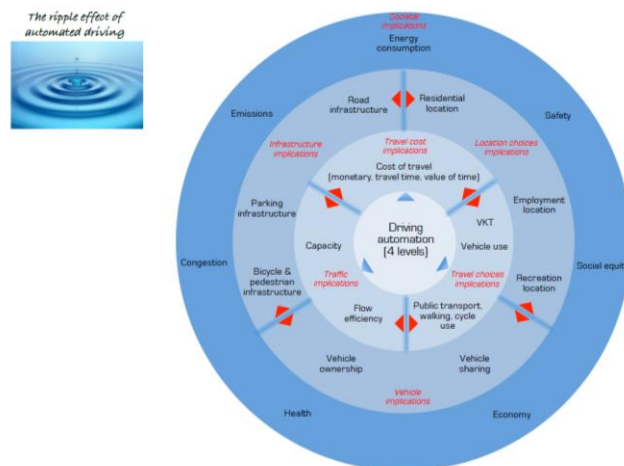 The ripple effect of
automated driving
Societal
implications
Energy
consumption
Emissions
Safety
Road
infrastructure
Residential
location
Infrastructure
implications
Travel cost
implications
Location choices
implications
Cost of travel
(monetary, travel time, value of time)
Parking
infrastructure
Employment
location
VKT
Driving
automation
(4 levels)
Capacity
Vehicle use
Congestion
Social equit
Bicycle &
pedestrian
infrastructure
Traffic
implications
Travel choices
implications
Recreation
location
Flow
efficiency
Public transport,
walking, cycle
use
Vehicle
ownership
Vehicle
sharing
Vehicle
implications
Health
Economy